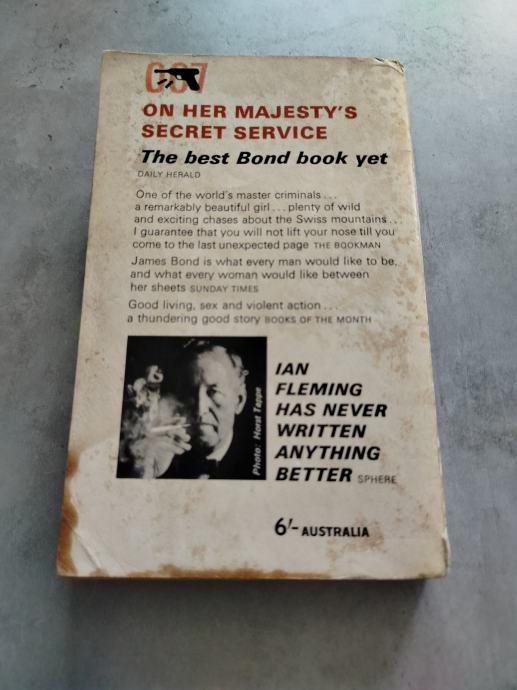 007
ON HER MAJESTY'S
SECRET SERVICE
The best Bond book yet
DAILY HERALD
One of the world's master criminals...
a remarkably beautiful girl...plenty of wild
and exciting chases about the Swiss mountains...
I guarantee that you will not lift your nose till you
come to the last unexpected page THE BOOKMAN
James Bond is what every man would like to be,
and what every woman would like between
her sheets SUNDAY TIMES
Good living, sex and violent action...
a thundering good story BOOKS OF THE MONTH
Photo: Horst Tappe
IAN
FLEMING
HAS NEVER
WRITTEN
ANYTHING
BETTER SPHERE
6/- AUSTRALIA